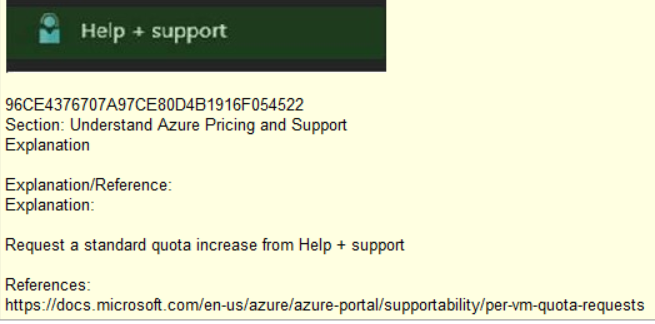 Help + support
96CE4376707A97CE80D4B1916F054522
Section: Understand Azure Pricing and Support
Explanation
Explanation/Reference:
Explanation:
Request a standard quota increase from Help + support
References:
https://docs.microsoft.com/en-us/azure/azure-portal/supportability/per-vm-quota-requests